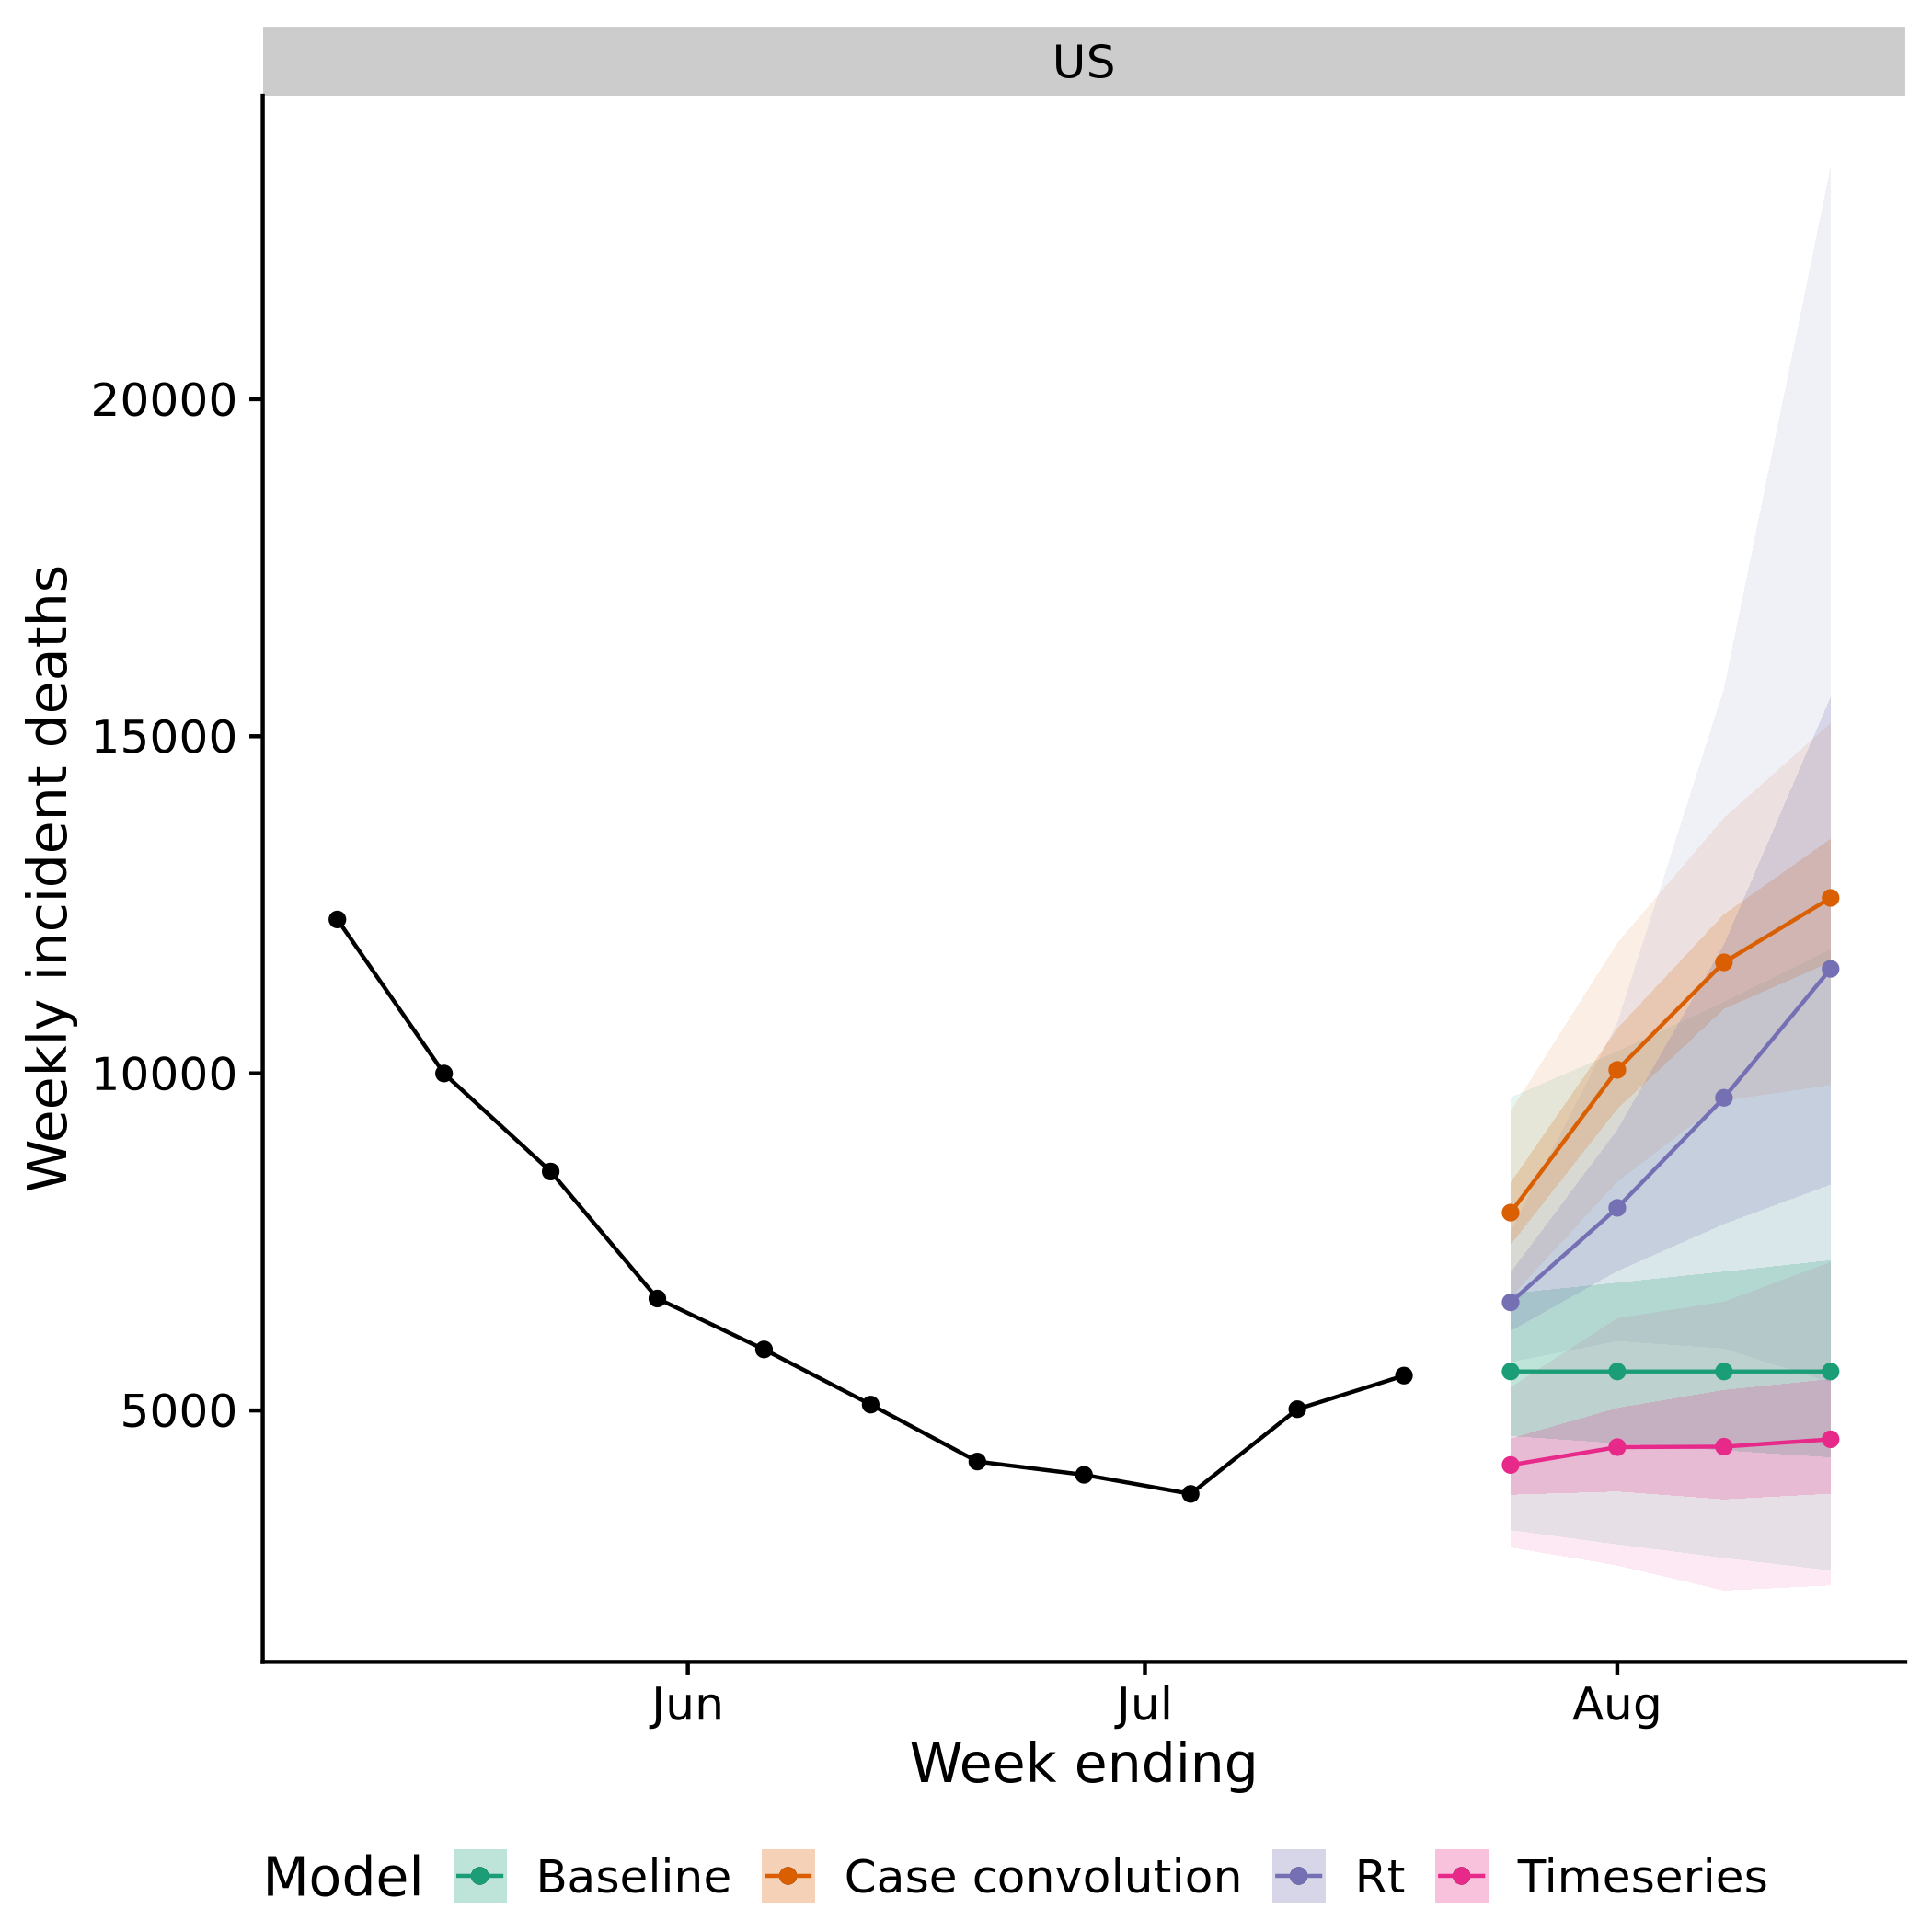 US
Weekly incident deaths
20000
15000
10000
5000
Jun Jul Aug
Week ending
Model Baseline Case convolution Rt Timeseries